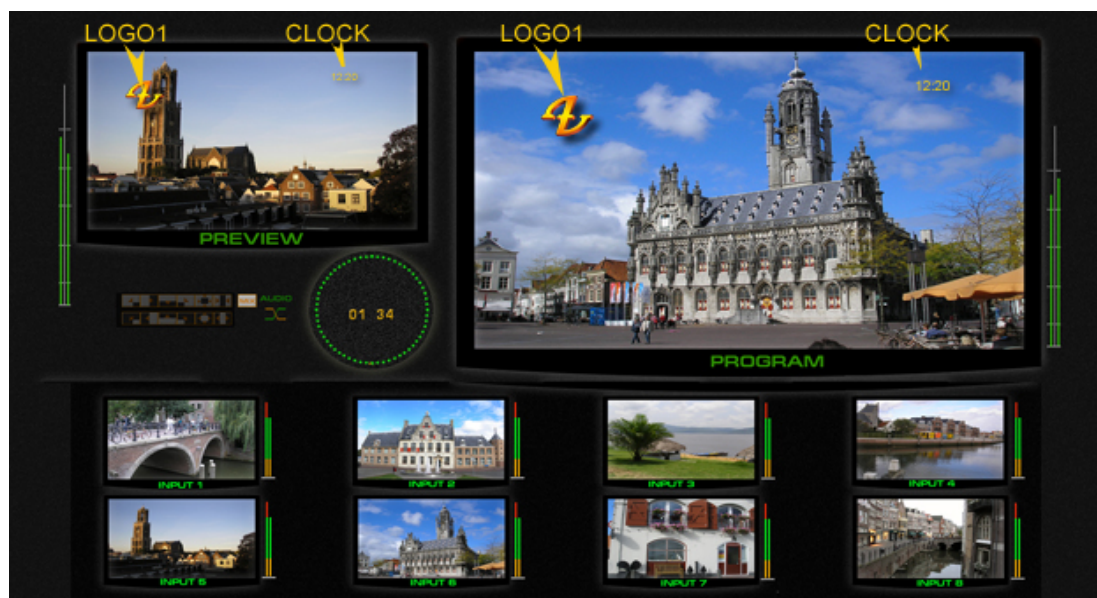 LOGO1 CLOCK LOGO1 CLOCK
12:20 12:20
PREVIEW
AUDIO
01 34
PROGRAM
INPUT 1 INPUT 2 INPUT 3 INPUT 4
INPUT 5 INPUT 6 INPUT 7 INPUT 8